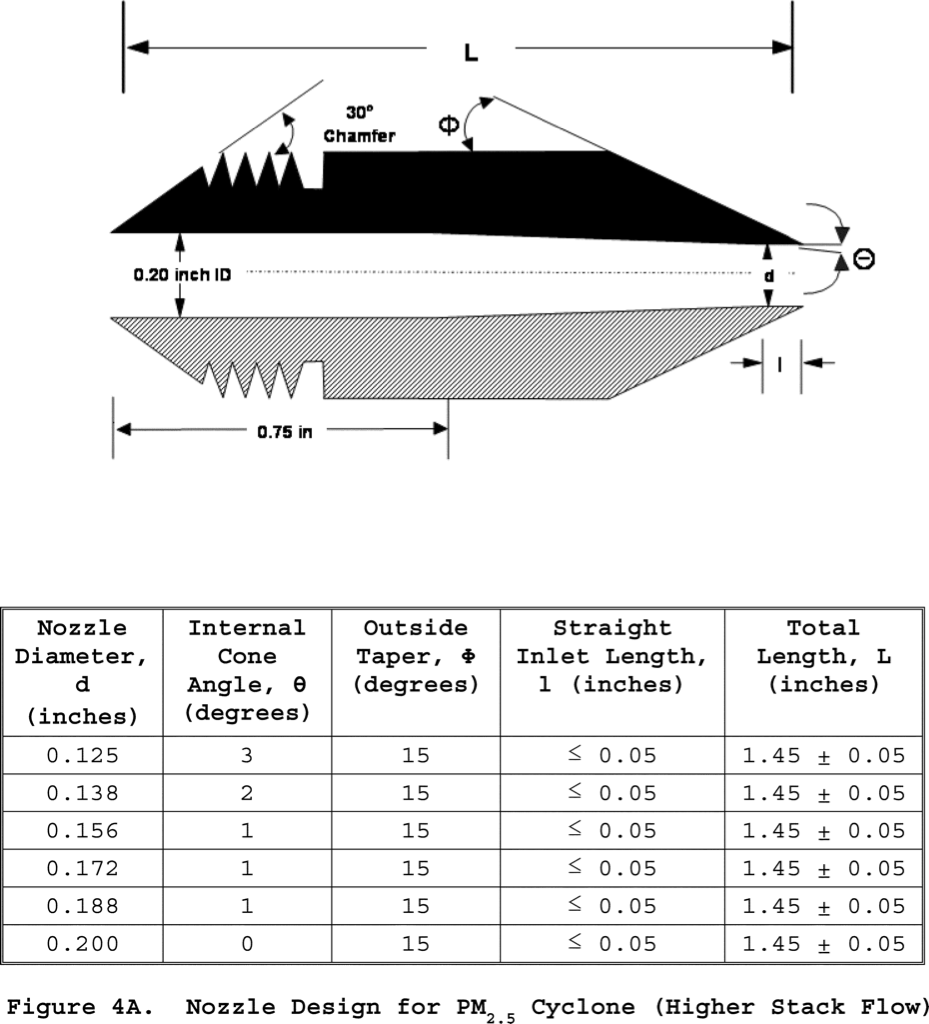 L
30°
Chamfer
Φ
0.20 inch ID
d
Θ
l
0.75 in
Nozzle Diameter, d (inches) Internal Cone Angle, θ (degrees) Outside Taper, Φ (degrees) Straight Inlet Length, l (inches) Total Length, L (inches)
0.125 3 15 ≤ 0.05 1.45 ± 0.05
0.138 2 15 ≤ 0.05 1.45 ± 0.05
0.156 1 15 ≤ 0.05 1.45 ± 0.05
0.172 1 15 ≤ 0.05 1.45 ± 0.05
0.188 1 15 ≤ 0.05 1.45 ± 0.05
0.200 0 15 ≤ 0.05 1.45 ± 0.05
Figure 4A. Nozzle Design for PM2.5 Cyclone (Higher Stack Flow)